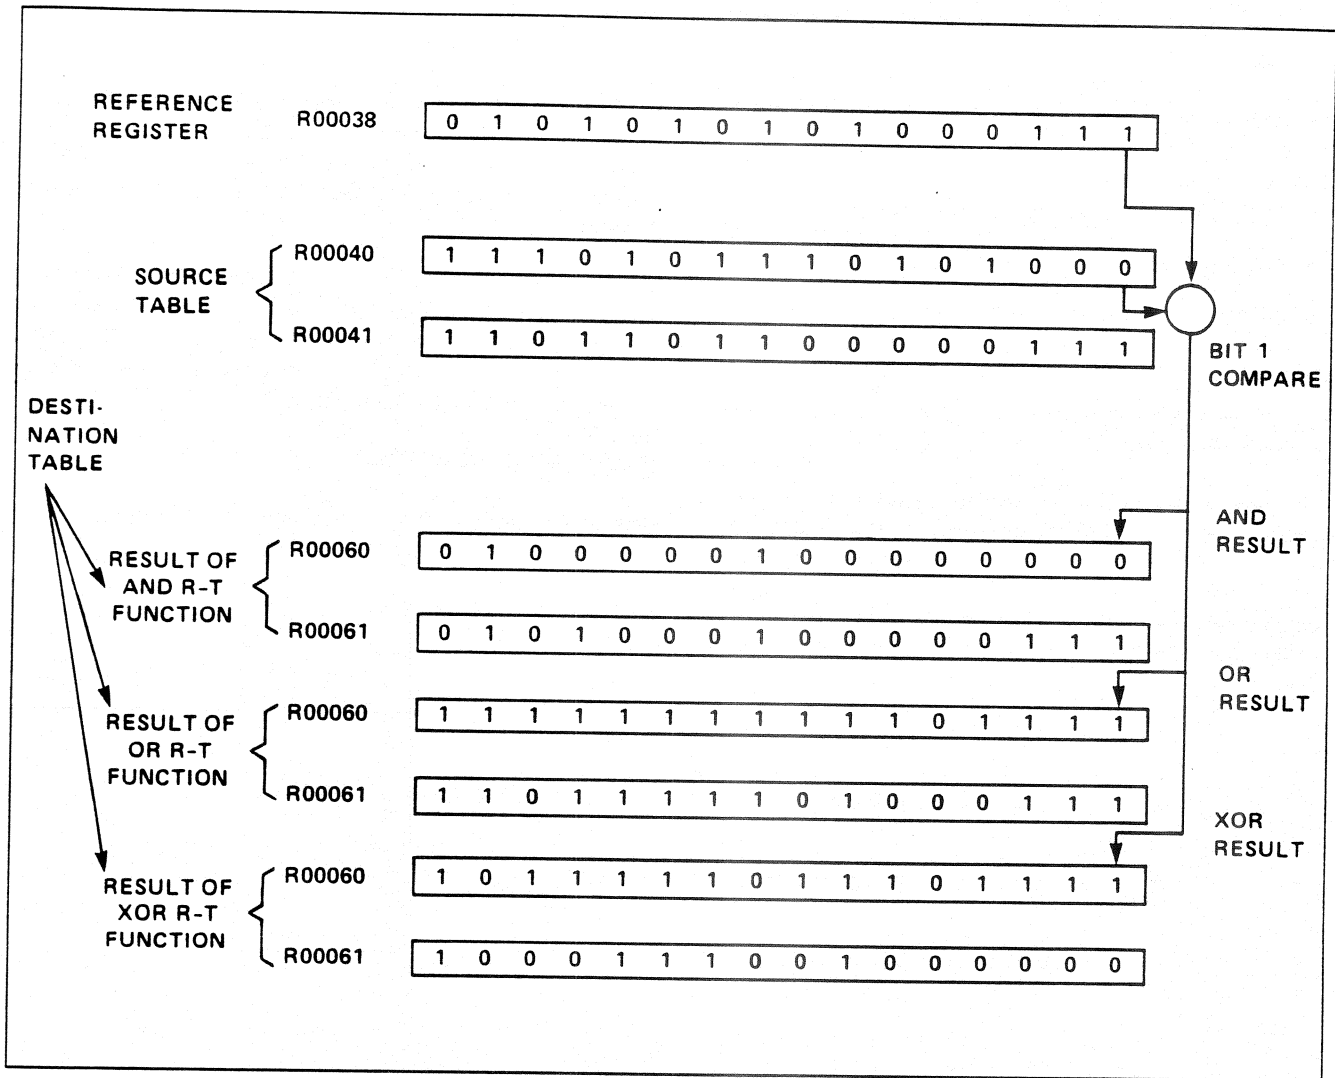 REFERENCE
REGISTER
R00038
0 1 0 1 0 1 0 1 0 1 0 0 0 1 1 1
SOURCE
TABLE
R00040
1 1 1 0 1 0 1 1 1 0 1 0 1 0 0 0
R00041
1 1 0 1 1 0 1 1 0 0 0 0 0 1 1 1
BIT 1
COMPARE
DESTI-
NATION
TABLE
RESULT OF
AND R-T
FUNCTION
R00060
0 1 0 0 0 0 0 1 0 0 0 0 0 0 0 0
R00061
0 1 0 1 0 0 0 1 0 0 0 0 0 1 1 1
AND
RESULT
RESULT OF
OR R-T
FUNCTION
R00060
1 1 1 1 1 1 1 1 1 1 1 0 1 1 1 1
R00061
1 1 0 1 1 1 1 1 0 1 0 0 0 1 1 1
OR
RESULT
RESULT OF
XOR R-T
FUNCTION
R00060
1 0 1 1 1 1 1 0 1 1 1 0 1 1 1 1
R00061
1 0 0 0 1 1 1 0 0 1 0 0 0 0 0 0
XOR
RESULT